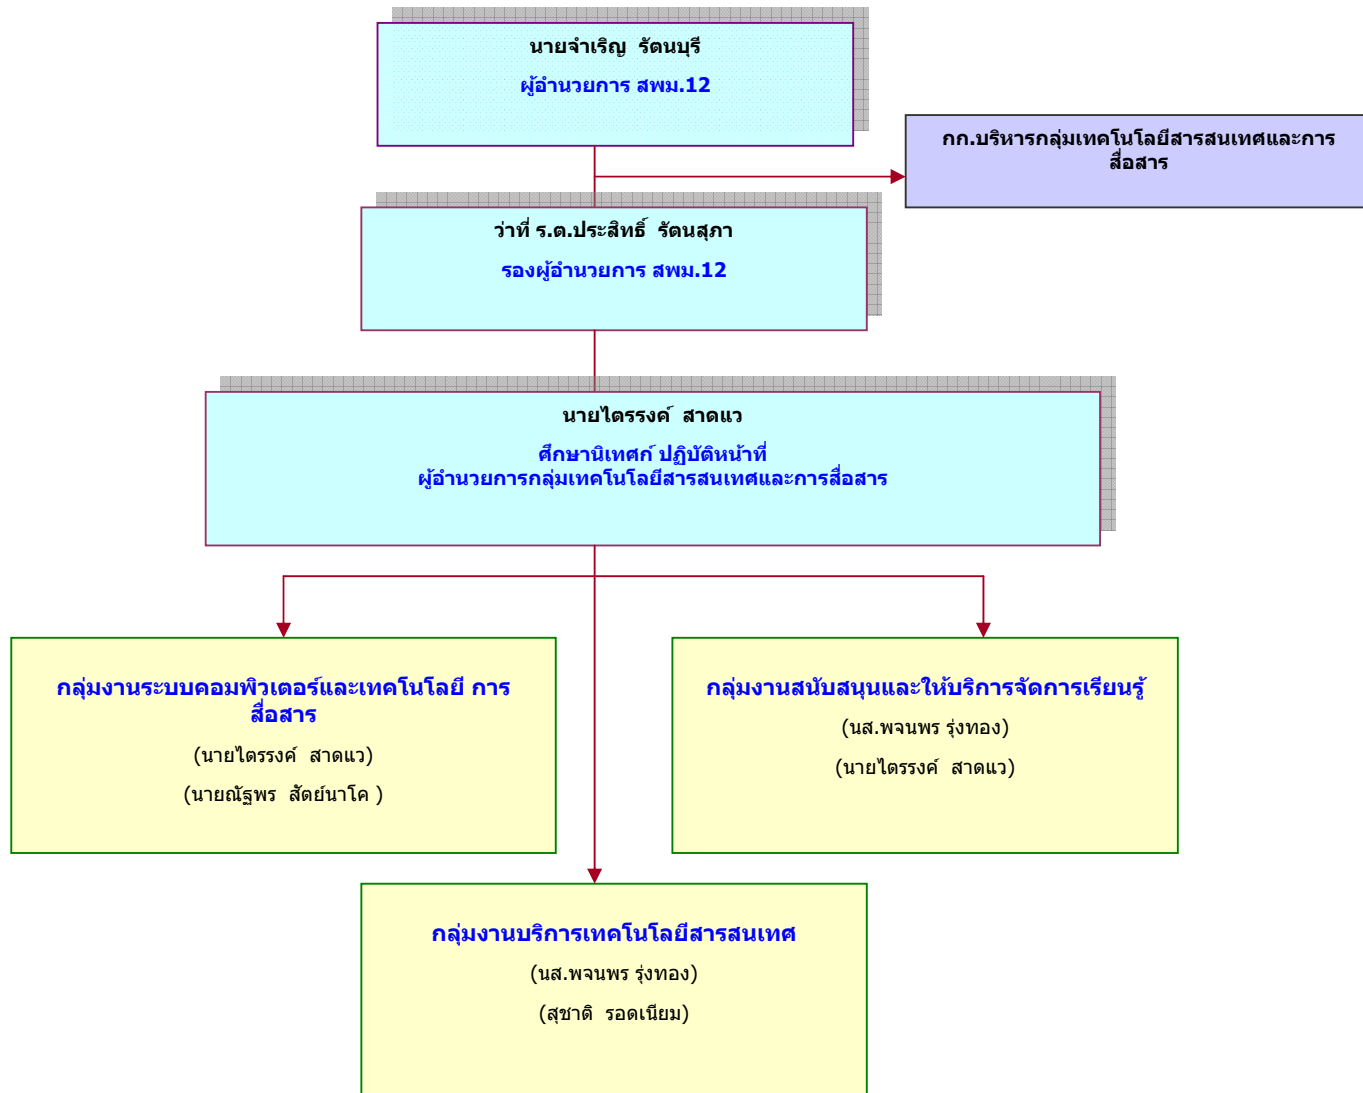 นายจำเริญ รัตนบุรี
ผู้อำนวยการ สพม.12
กก.บริหารกลุ่มเทคโนโลยีสารสนเทศและการ
สื่อสาร
ว่าที่ ร.ต.ประสิทธิ์ รัตนสุภา
รองผู้อำนวยการ สพม.12
นายไตรรงค์ สาดแว
ศึกษานิเทศก์ ปฏิบัติหน้าที่
ผู้อำนวยการกลุ่มเทคโนโลยีสารสนเทศและการสื่อสาร
กลุ่มงานระบบคอมพิวเตอร์และเทคโนโลยี การ
สื่อสาร
(นายไตรรงค์ สาดแว)
(นายณัฐพร สัตย์นาโค )
กลุ่มงานสนับสนุนและให้บริการจัดการเรียนรู้
(นส.พจนพร รุ่งทอง)
(นายไตรรงค์ สาดแว)
กลุ่มงานบริการเทคโนโลยีสารสนเทศ
(นส.พจนพร รุ่งทอง)
(สุชาติ รอดเนียม)